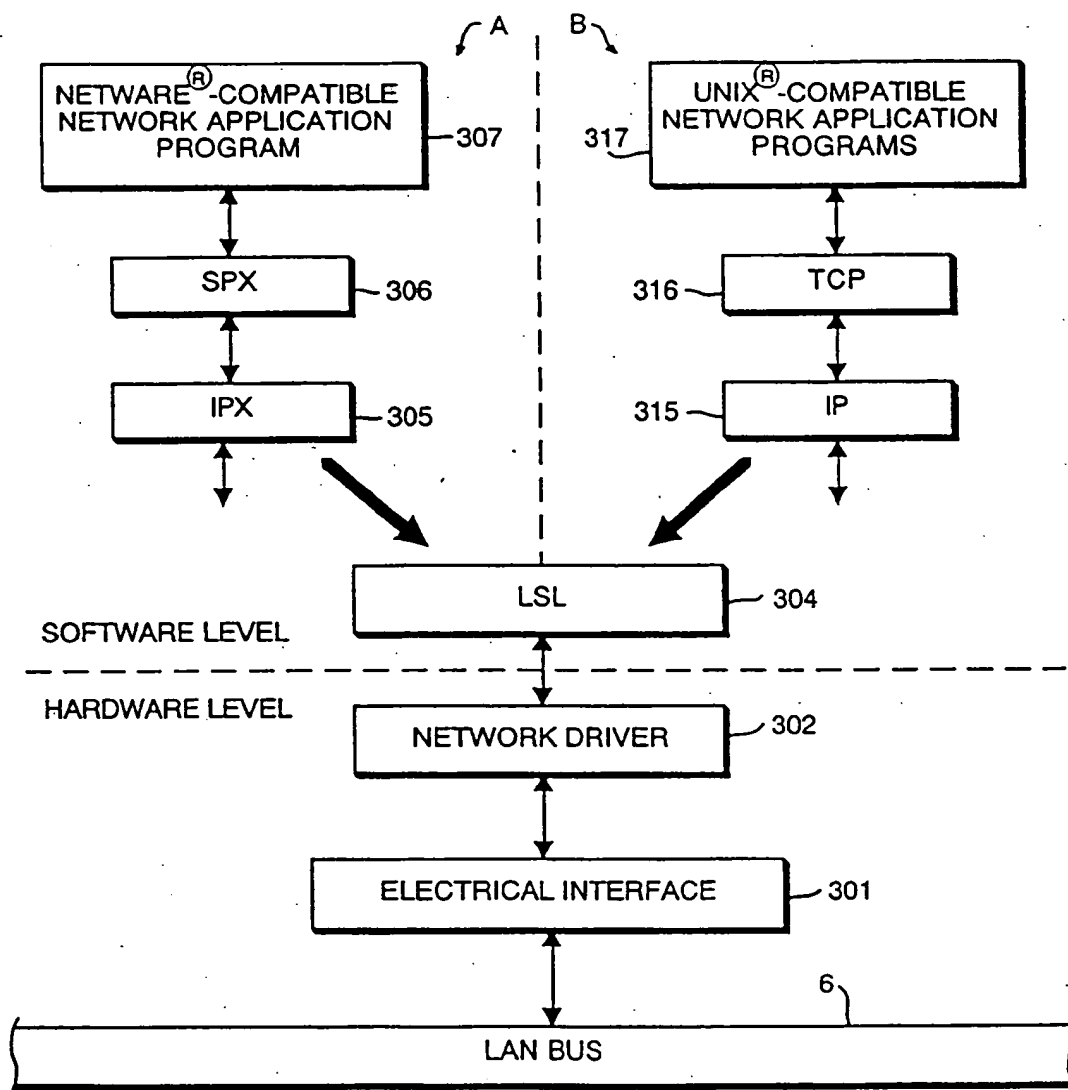 A
B
NETWARE®-COMPATIBLE
NETWORK APPLICATION
PROGRAM
307
317
UNIX®-COMPATIBLE
NETWORK APPLICATION
PROGRAMS
SPX
306
316
TCP
IPX
305
315
IP
LSL
304
SOFTWARE LEVEL
HARDWARE LEVEL
NETWORK DRIVER
302
ELECTRICAL INTERFACE
301
6
LAN BUS